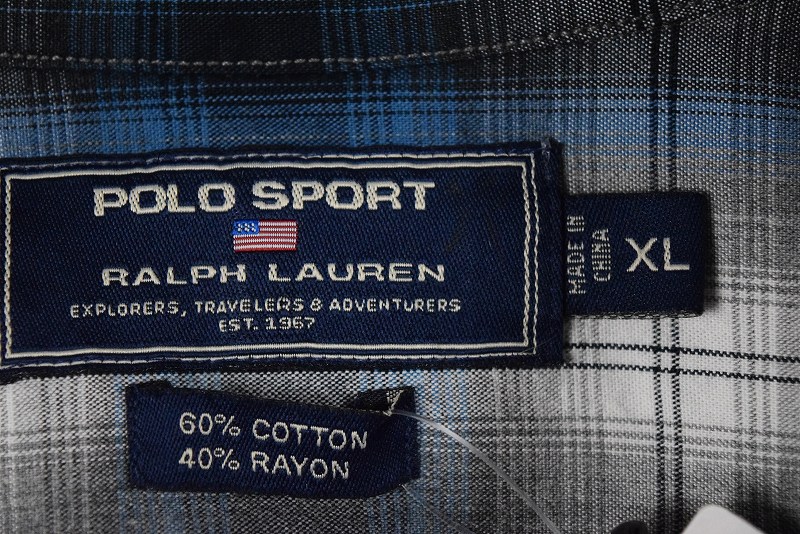 POLO SPORT
RALPH LAUREN
EXPLORERS, TRAVELERS & ADVENTURERS
EST. 1967
MADE IN
CHINA
XL
60% COTTON
40% RAYON